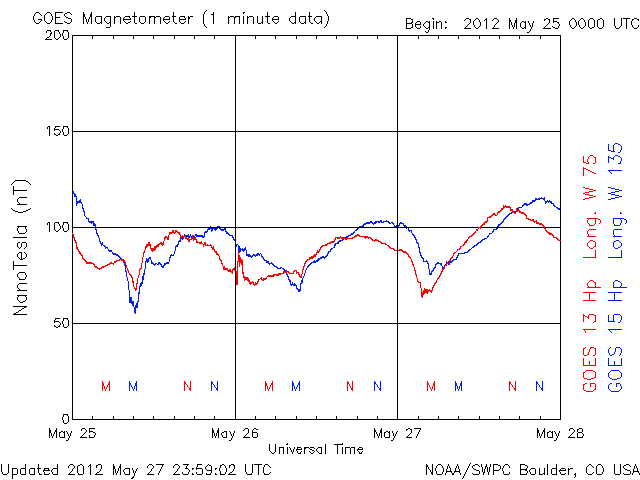 GOES Magnetometer (1 minute data)
Begin: 2012 May 25 0000 UTC
200
150
100
50
0
NanoTesla (nT)
M M N N M M N N M M N N
May 25 May 26 May 27 May 28
Universal Time
GOES 13 Hp Long. W 75
GOES 15 Hp Long. W 135
Updated 2012 May 27 23:59:02 UTC
NOAA/SWPC Boulder, CO USA